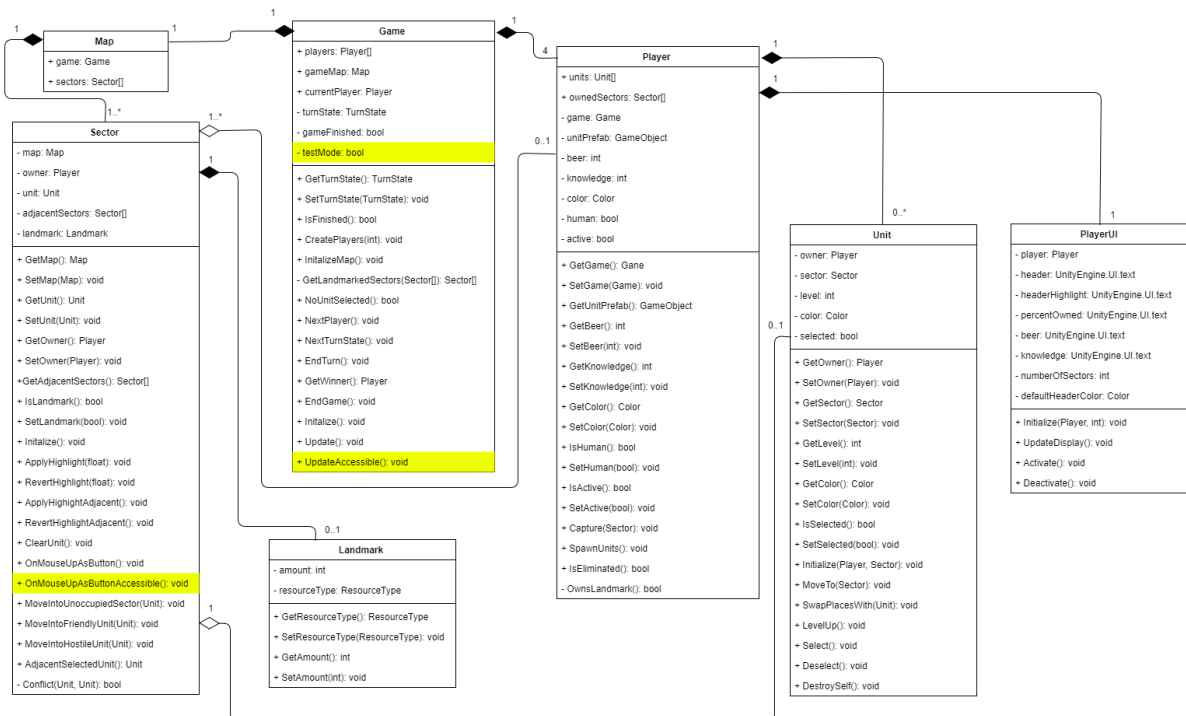 1
Map
+ game: Game
+ sectors: Sector[]
1
1
Game
+ players: Player[]
+ gameMap: Map
+ currentPlayer: Player
- turnState: TurnState
- gameFinished: bool
- testMode: bool
+ GetTurnState(): TurnState
+ SetTurnState(TurnState): void
+ IsFinished(): bool
+ CreatePlayers(int): void
+ InitalizeMap(): void
- GetLandmarkedSectors(Sector[]): Sector[]
+ NoUnitSelected(): bool
+ NextPlayer(): void
+ NextTurnState(): void
+ EndTurn(): void
+ GetWinner(): Player
+ EndGame(): void
+ Initalize(): void
+ Update(): void
+ UpdateAccessible(): void
1
4
Player
+ units: Unit[]
+ ownedSectors: Sector[]
- game: Game
- unitPrefab: GameObject
- beer: int
- knowledge: int
- color: Color
- human: bool
- active: bool
+ GetGame(): Gane
+ SetGame(Game): void
+ GetUnitPrefab(): GameObject
+ GetBeer(): int
+ SetBeer(int): void
+ GetKnowledge(): int
+ SetKnowledge(int): void
+ GetColor(): Color
+ SetColor(Color): void
+ IsHuman(): bool
+ SetHuman(bool): void
+ IsActive(): bool
+ SetActive(bool): void
+ Capture(Sector): void
+ SpawnUnits(): void
+ IsEliminated(): bool
- OwnsLandmark(): bool
1
1
0..1
1..*
1..*
Sector
- map: Map
- owner: Player
- unit: Unit
- adjacentSectors: Sector[]
- landmark: Landmark
+ GetMap(): Map
+ SetMap(Map): void
+ GetUnit(): Unit
+ SetUnit(Unit): void
+ GetOwner(): Player
+ SetOwner(Player): void
+GetAdjacentSectors(): Sector[]
+ IsLandmark(): bool
+ SetLandmark(bool): void
+ Initalize(): void
+ ApplyHighlight(float): void
+ RevertHighlight(float): void
+ ApplyHighightAdjacent(): void
+ RevertHighlightAdjacent(): void
+ ClearUnit(): void
+ OnMouseUpAsButton(): void
+ OnMouseUpAsButtonAccessible(): void
+ MoveIntoUnoccupiedSector(Unit): void
+ MoveIntoFriendlyUnit(Unit): void
+ MoveIntoHostileUnit(Unit): void
+ AdjacentSelectedUnit(): Unit
- Conflict(Unit, Unit): bool
1
1
0..1
Landmark
- amount: int
- resourceType: ResourceType
+ GetResourceType(): ResourceType
+ SetResourceType(ResourceType): void
+ GetAmount(): int
+ SetAmount(int): void
0..*
0..1
Unit
- owner: Player
- sector: Sector
- level: int
- color: Color
- selected: bool
+ GetOwner(): Player
+ SetOwner(Player): void
+ GetSector(): Sector
+ SetSector(Sector): void
+ GetLevel(): int
+ SetLevel(int): void
+ GetColor(): Color
+ SetColor(Color): void
+ IsSelected(): bool
+ SetSelected(bool): void
+ Initialize(Player, Sector): void
+ MoveTo(Sector): void
+ SwapPlacesWith(Unit): void
+ LevelUp(): void
+ Select(): void
+ Deselect(): void
+ DestroySelf(): void
1
PlayerUI
- player: Player
- header: UnityEngine.UI.text
- headerHighlight: UnityEngine.UI.text
- percentOwned: UnityEngine.UI.text
- beer: UnityEngine.UI.text
- knowledge: UnityEngine.UI.text
- numberOfSectors: int
- defaultHeaderColor: Color
+ Initialize(Player, int): void
+ UpdateDisplay(): void
+ Activate(): void
+ Deactivate(): void